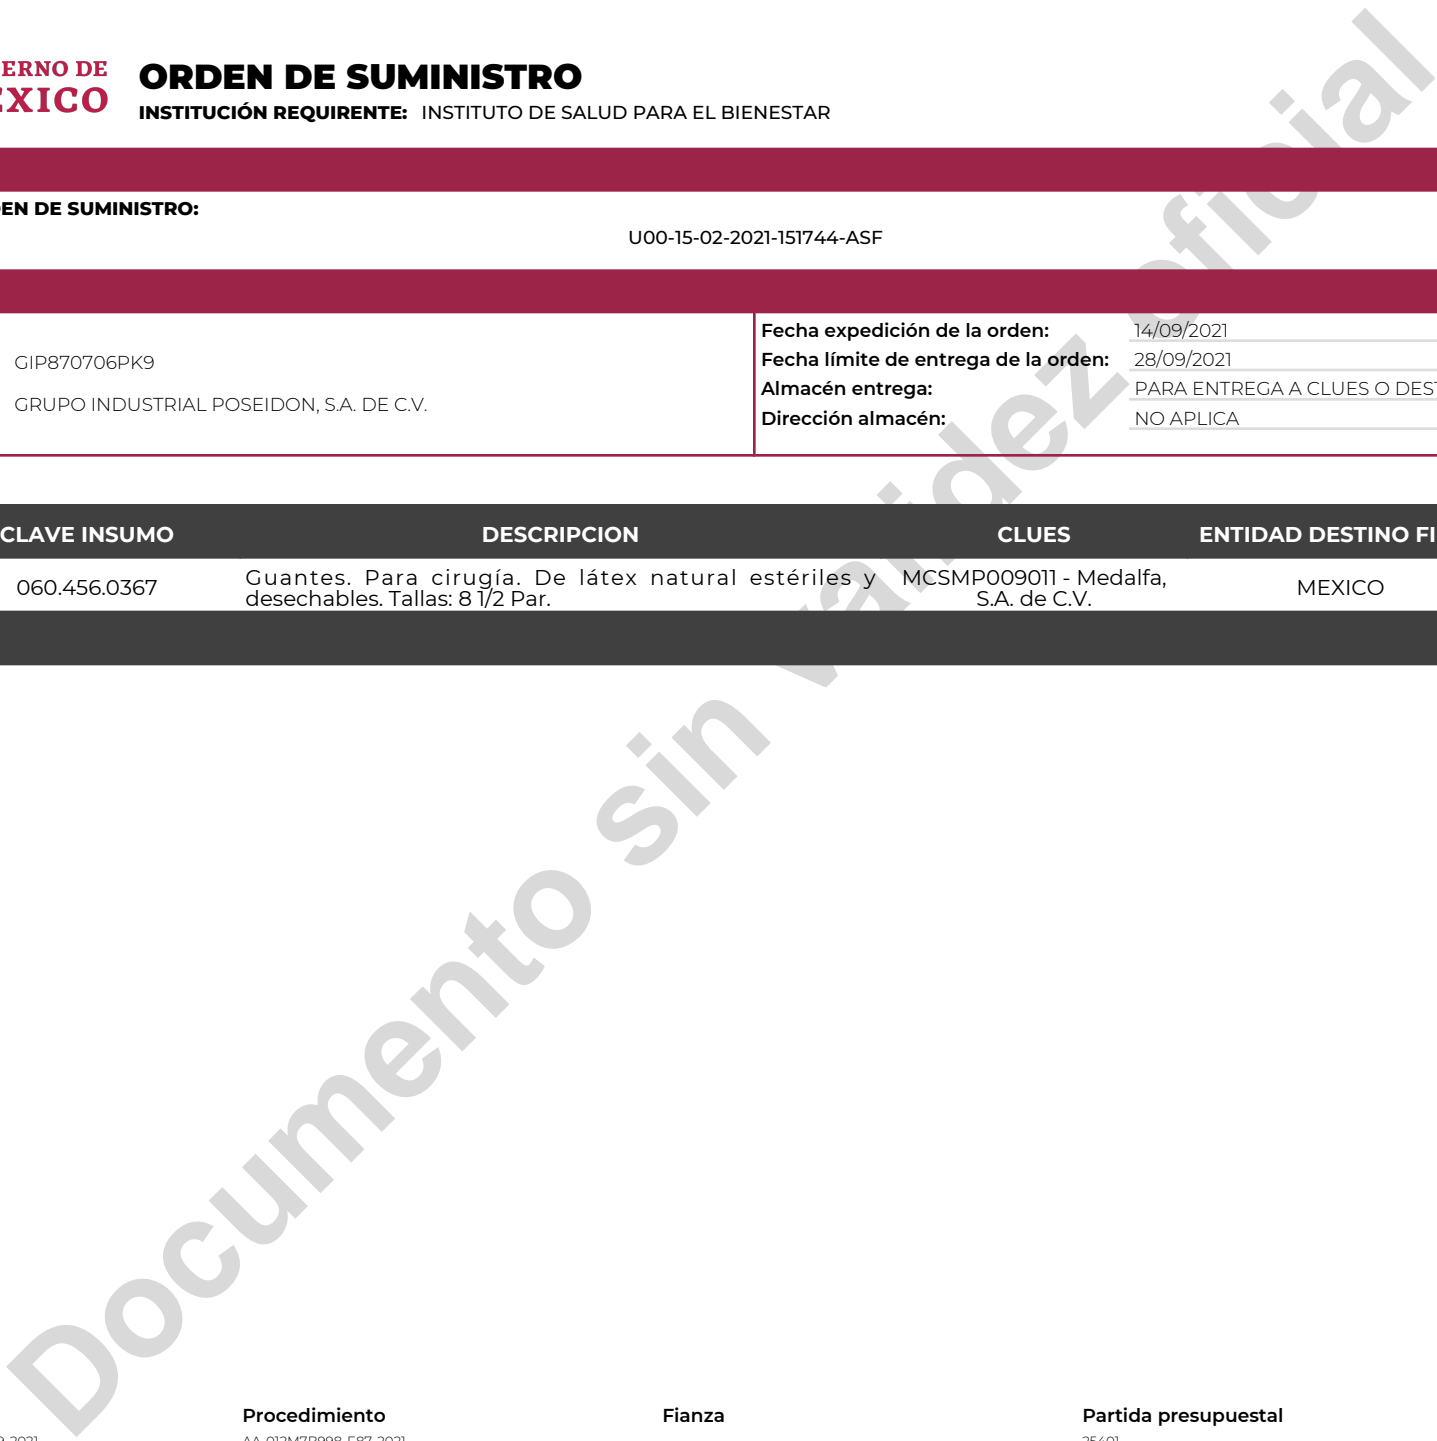 ERNO DE
EXICO
ORDEN DE SUMINISTRO
INSTITUCIÓN REQUIRENTE: INSTITUTO DE SALUD PARA EL BIENESTAR
EN DE SUMINISTRO:
U00-15-02-2021-151744-ASF
GIP870706PK9
GRUPO INDUSTRIAL POSEIDON, S.A. DE C.V.
Fecha expedición de la orden: 14/09/2021
Fecha límite de entrega de la orden: 28/09/2021
Almacén entrega: PARA ENTREGA A CLUES O DEST
Dirección almacén: NO APLICA
CLAVE INSUMO DESCRIPCION CLUES ENTIDAD DESTINO FI
060.456.0367
Guantes. Para cirugía. De látex natural estériles y
desechables. Tallas: 8 1/2 Par.
MCSMP009011 - Medalfa,
S.A. de C.V.
MEXICO
Documento sin validez oficial
Procedimiento Fianza Partida presupuestal